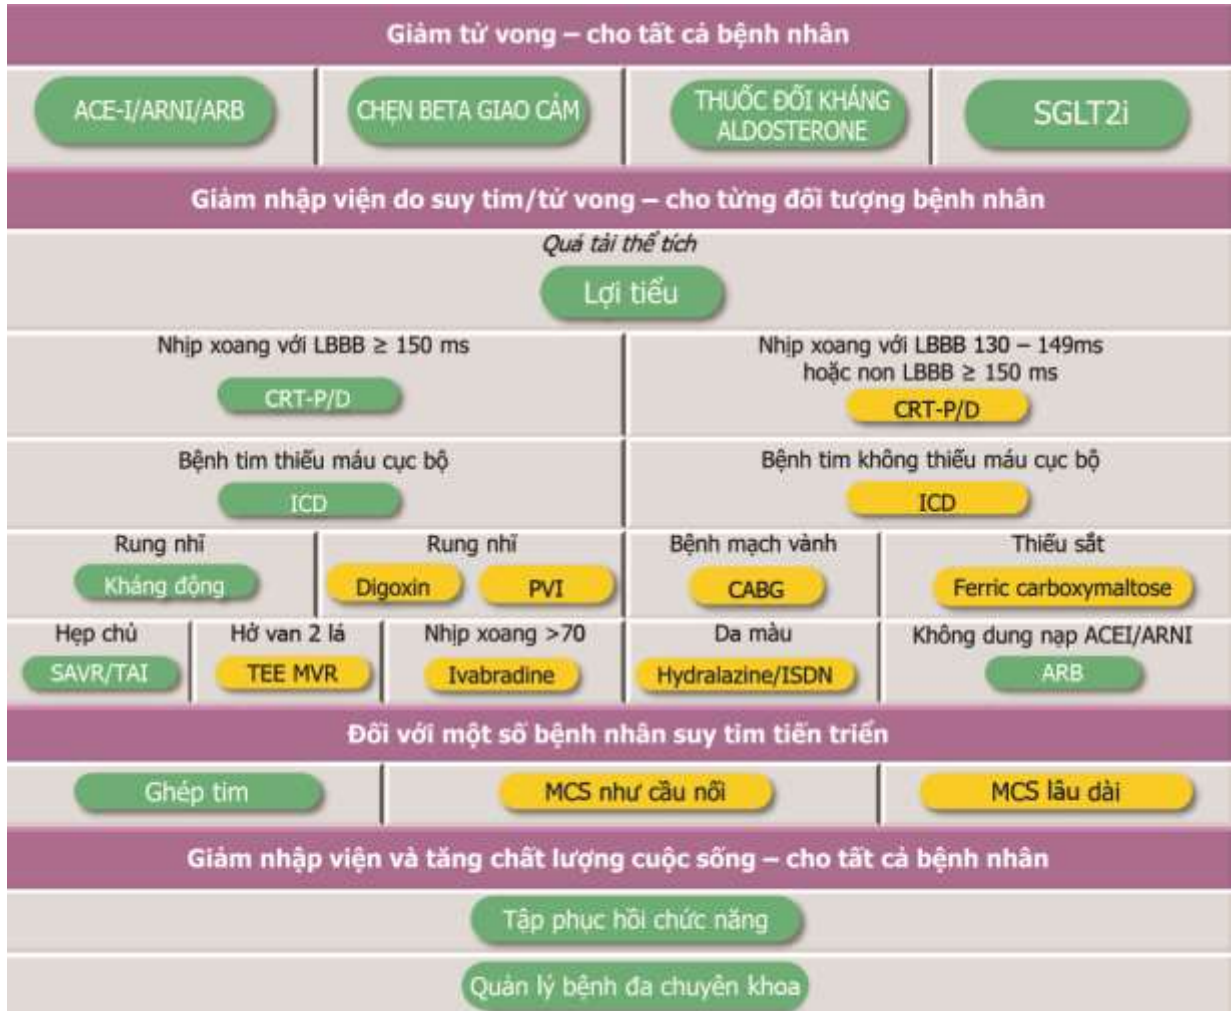 Giảm tử vong – cho tất cả bệnh nhân
ACE-I/ARNI/ARB
CHẸN BETA GIAO CẢM
THUỐC ĐỐI KHÁNG
ALDOSTERONE
SGLT2i
Giảm nhập viện do suy tim/tử vong – cho từng đối tượng bệnh nhân
Quá tải thể tích
Lợi tiểu
Nhịp xoang với LBBB ≥ 150 ms
CRT-P/D
Nhịp xoang với LBBB 130 – 149ms
hoặc non LBBB ≥ 150 ms
CRT-P/D
Bệnh tim thiếu máu cục bộ
ICD
Bệnh tim không thiếu máu cục bộ
ICD
Rung nhĩ
Kháng động
Rung nhĩ
Digoxin
PVI
Bệnh mạch vành
CABG
Thiếu sắt
Ferric carboxymaltose
Hẹp chủ
SAVR/TAI
Hở van 2 lá
TEE MVR
Nhịp xoang >70
Ivabradine
Da màu
Hydralazine/ISDN
Không dung nạp ACEI/ARNI
ARB
Đối với một số bệnh nhân suy tim tiến triển
Ghép tim
MCS như cầu nối
MCS lâu dài
Giảm nhập viện và tăng chất lượng cuộc sống – cho tất cả bệnh nhân
Tập phục hồi chức năng
Quản lý bệnh đa chuyên khoa